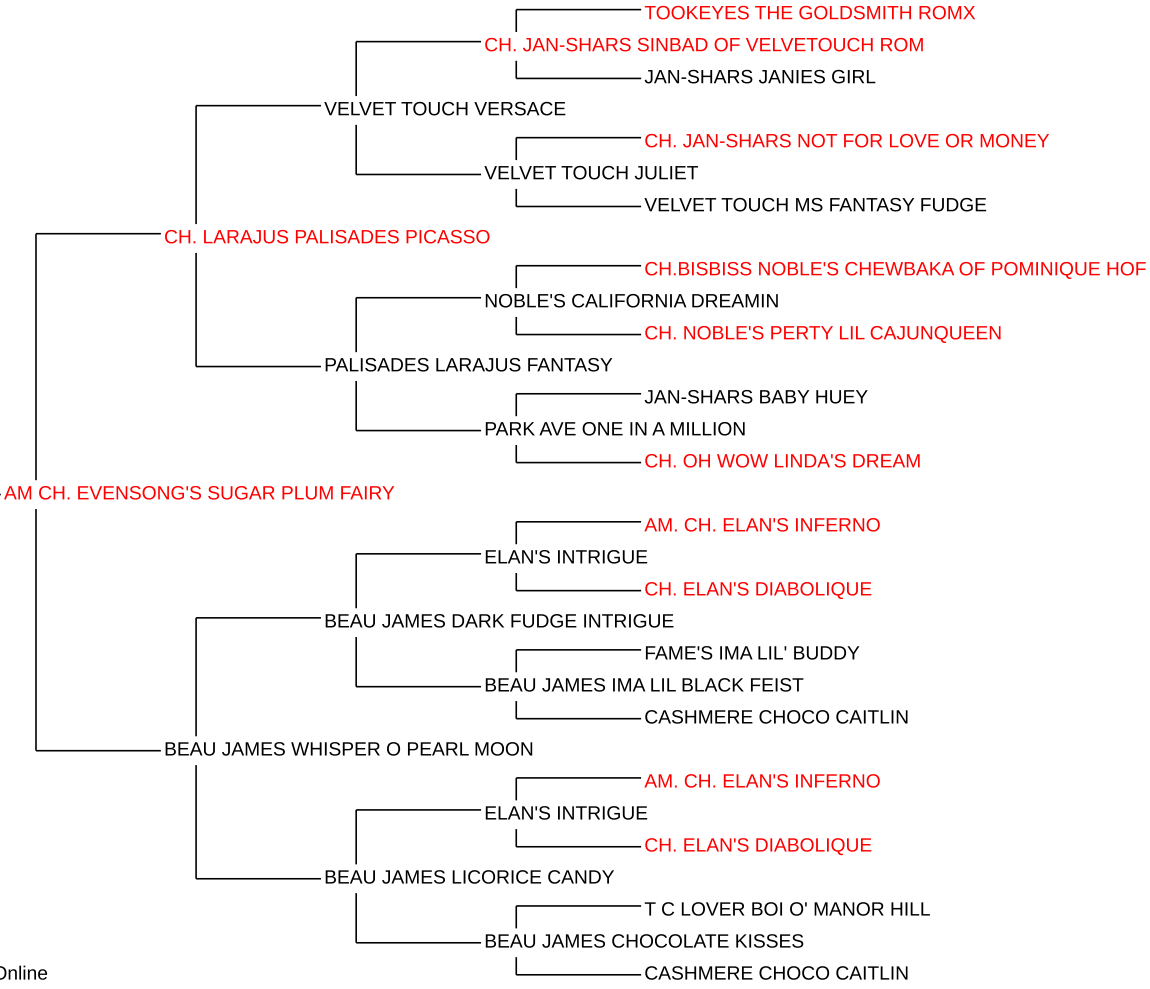 TOOKEYES THE GOLDSMITH ROMX
CH. JAN-SHARS SINBAD OF VELVETOUCH ROM
JAN-SHARS JANIES GIRL
VELVET TOUCH VERSACE
CH. JAN-SHARS NOT FOR LOVE OR MONEY
VELVET TOUCH JULIET
VELVET TOUCH MS FANTASY FUDGE
CH. LARAJUS PALISADES PICASSO
CH.BISBISS NOBLE'S CHEWBAKA OF POMINIQUE HOF
NOBLE'S CALIFORNIA DREAMIN
CH. NOBLE'S PERTY LIL CAJUNQUEEN
PALISADES LARAJUS FANTASY
JAN-SHARS BABY HUEY
PARK AVE ONE IN A MILLION
CH. OH WOW LINDA'S DREAM
AM CH. EVENSONG'S SUGAR PLUM FAIRY
AM. CH. ELAN'S INFERNO
ELAN'S INTRIGUE
CH. ELAN'S DIABOLIQUE
BEAU JAMES DARK FUDGE INTRIGUE
FAME'S IMA LIL' BUDDY
BEAU JAMES IMA LIL BLACK FEIST
CASHMERE CHOCO CAITLIN
BEAU JAMES WHISPER O PEARL MOON
AM. CH. ELAN'S INFERNO
ELAN'S INTRIGUE
CH. ELAN'S DIABOLIQUE
BEAU JAMES LICORICE CANDY
T C LOVER BOI O' MANOR HILL
BEAU JAMES CHOCOLATE KISSES
CASHMERE CHOCO CAITLIN
Online